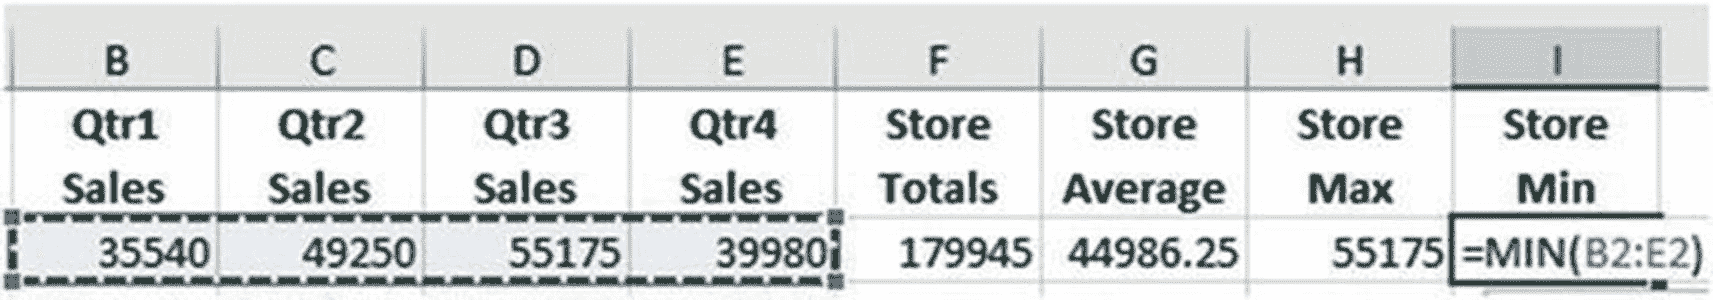 B C D E F G H I
Qtr1 Qtr2 Qtr3 Qtr4 Store Store Store Store
Sales Sales Sales Sales Totals Average Max Min
35540 49250 55175 39980 179945 44986.25 55175 =MIN(B2:E2)